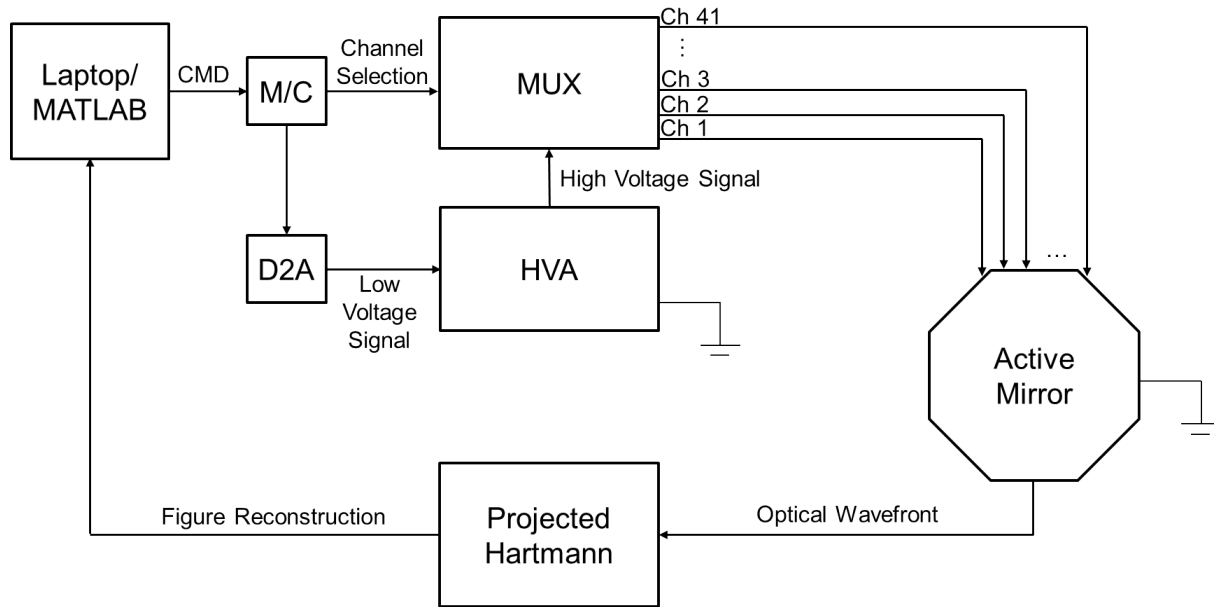 Ch 41
⋮
Laptop/
MATLAB
CMD
M/C
Channel
Selection
MUX
Ch 3
Ch 2
Ch 1
High Voltage Signal
D2A
Low
Voltage
Signal
HVA
...
Active
Mirror
Figure Reconstruction
Projected
Hartmann
Optical Wavefront